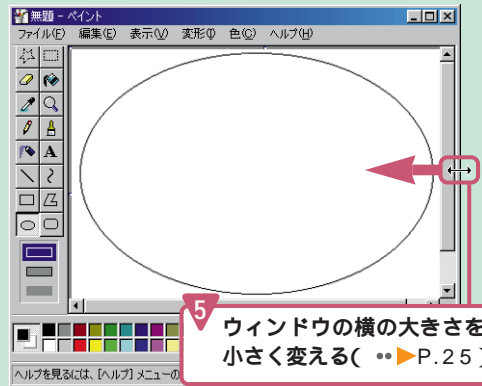 無題 - ペイント
ファイル(F) 編集(E) 表示(V) 変形(I) 色(C) ヘルプ(H)
A
5
ウィンドウの横の大きさを
小さく変える( ▶P.25)
ヘルプを見るには、[ヘルプ] メニューの